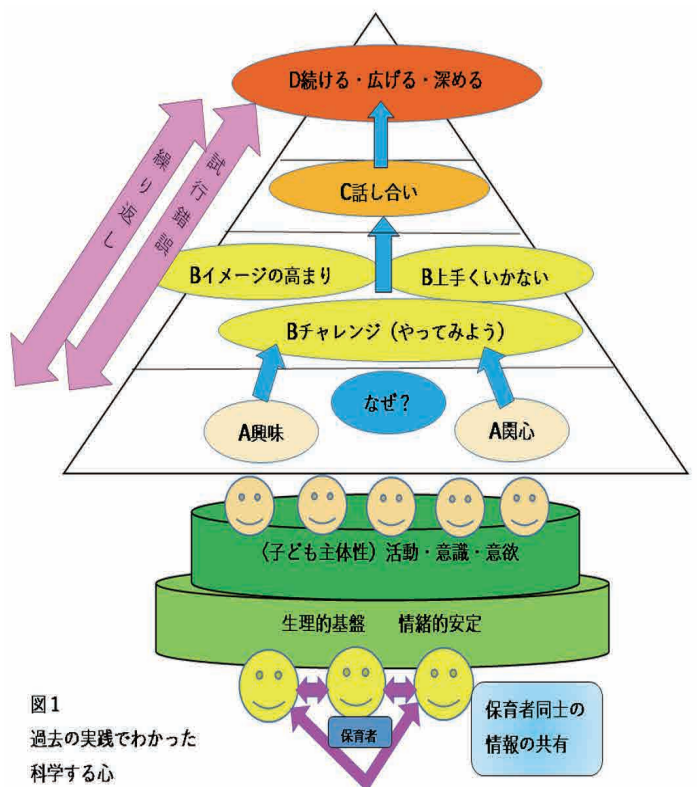 D続ける・広げる・深める
C話し合い
繰り返し
試行錯誤
Bイメージの高まり
B上手くいかない
Bチャレンジ（やってみよう）
なぜ？
A興味
A関心
〈子ども主体性〉活動・意識・意欲
生理的基盤 情緒的安定
保育者
保育者同士の
情報の共有
図1
過去の実践でわかった
科学する心